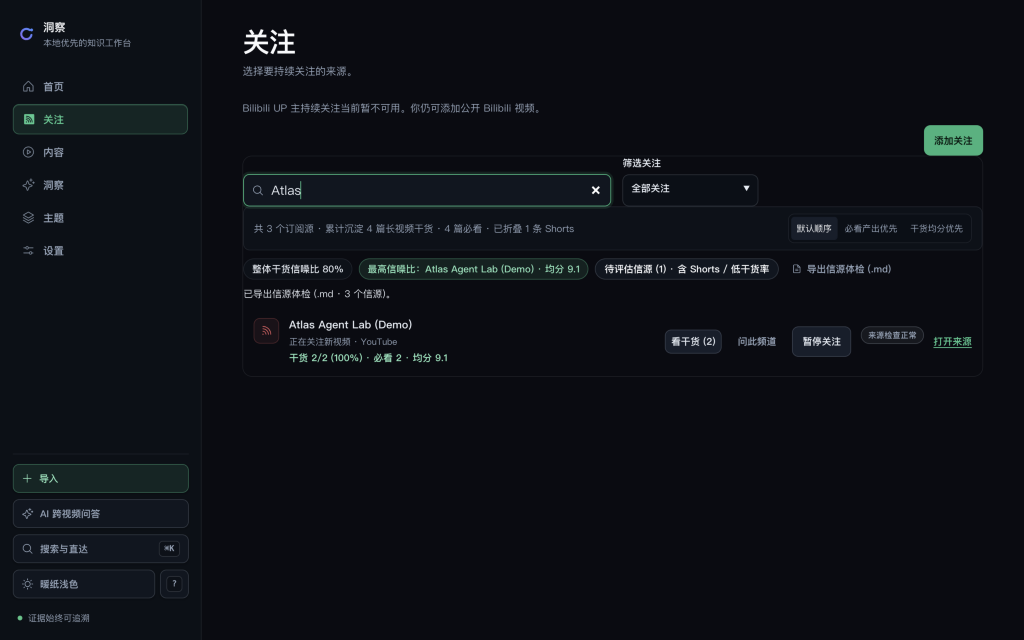 洞察
本地优先的知识工作台
首页
关注
内容
洞察
主题
设置
导入
AI 跨视频问答
搜索与直达 ⌘K
暖纸浅色 ?
证据始终可追溯
关注
选择要持续关注的来源。
Bilibili UP 主持续关注当前暂不可用。你仍可添加公开 Bilibili 视频。
添加关注
筛选关注
Atlas
全部关注
共 3 个订阅源 · 累计沉淀 4 篇长视频干货 · 4 篇必看 · 已折叠 1 条 Shorts
默认顺序 必看产出优先 干货均分优先
整体干货信噪比 80% 最高信噪比：Atlas Agent Lab (Demo) · 均分 9.1 待评估信源 (1) · 含 Shorts / 低干货率 导出信源体检 (.md)
已导出信源体检 (.md · 3 个信源)。
Atlas Agent Lab (Demo)
正在关注新视频 · YouTube
干货 2/2 (100%) · 必看 2 · 均分 9.1
看干货 (2) 问此频道 暂停关注 来源检查正常 打开来源